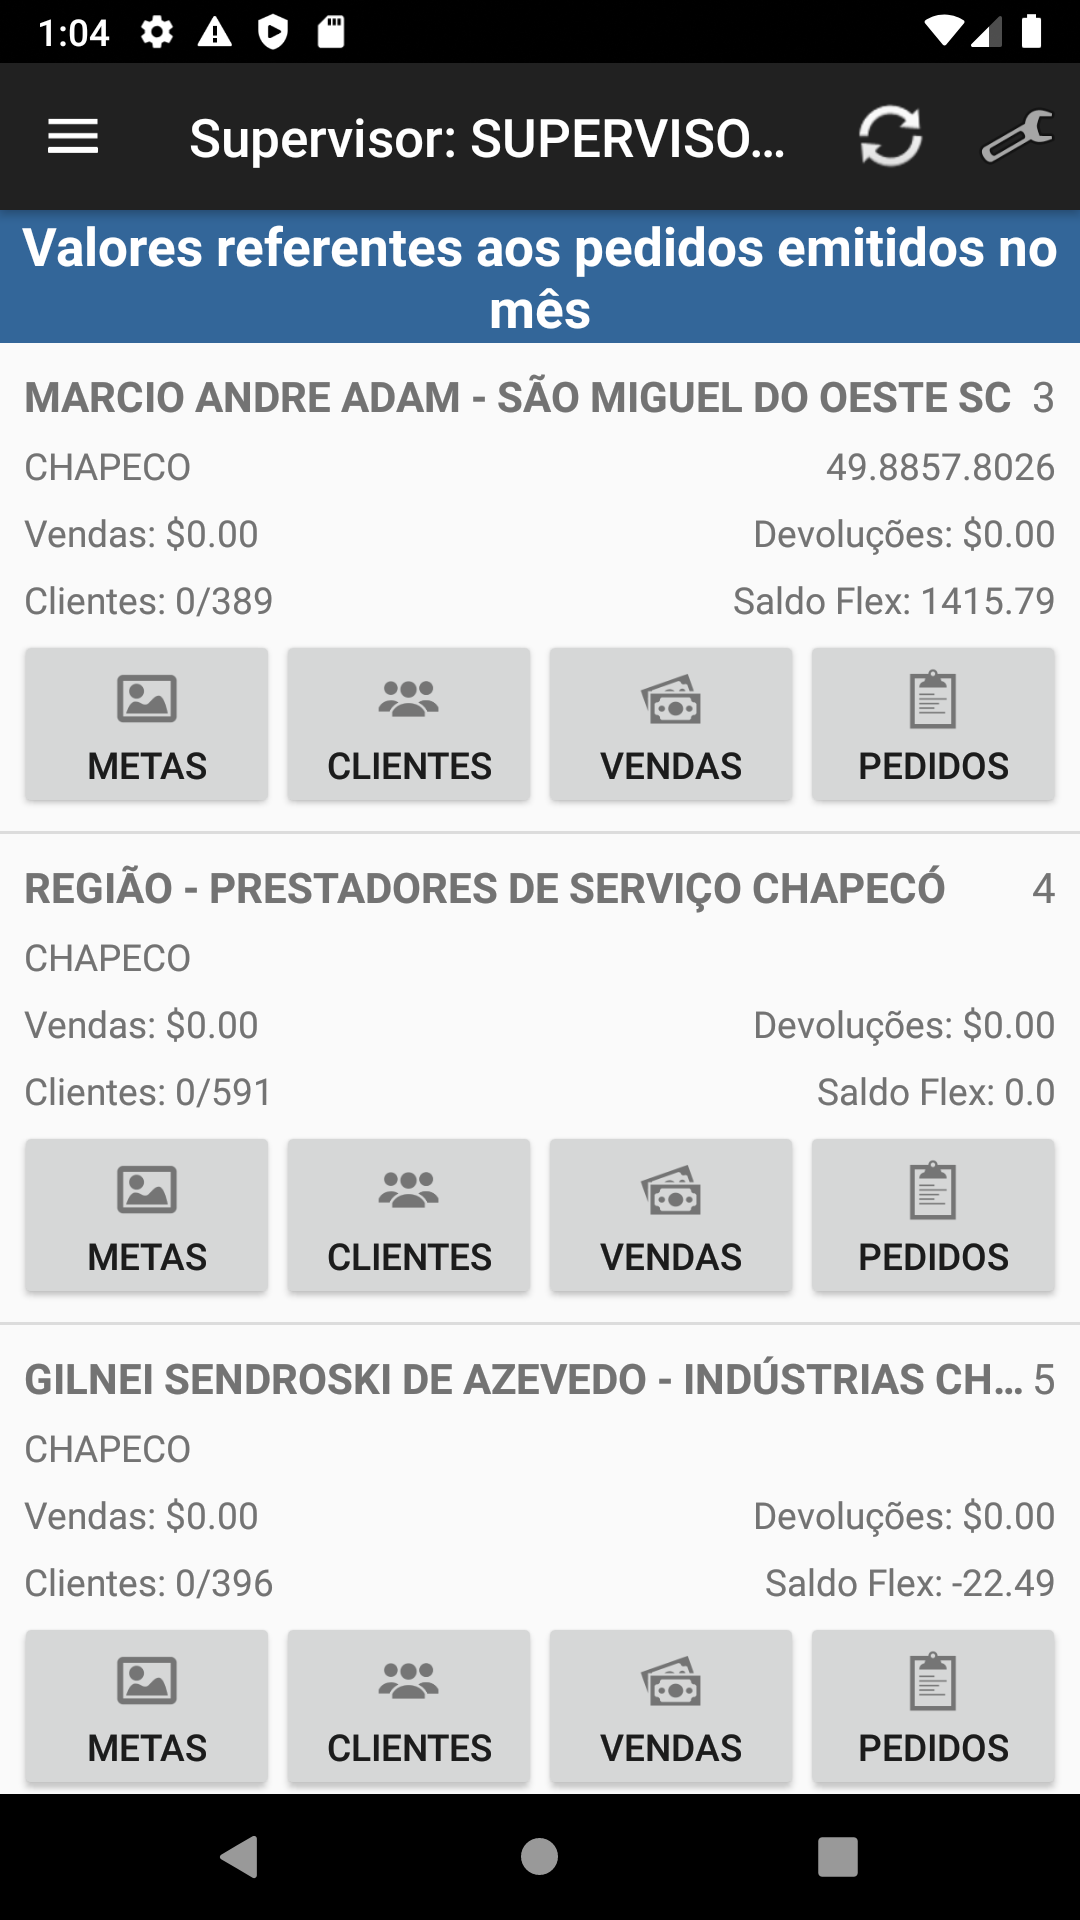 1:04
Supervisor: SUPERVISO...
Valores referentes aos pedidos emitidos no
mês
MARCIO ANDRE ADAM - SÃO MIGUEL DO OESTE SC 3
CHAPECO 49.8857.8026
Vendas: $0.00 Devoluções: $0.00
Clientes: 0/389 Saldo Flex: 1415.79
METAS CLIENTES VENDAS PEDIDOS
REGIÃO - PRESTADORES DE SERVIÇO CHAPECÓ 4
CHAPECO
Vendas: $0.00 Devoluções: $0.00
Clientes: 0/591 Saldo Flex: 0.0
METAS CLIENTES VENDAS PEDIDOS
GILNEI SENDROSKI DE AZEVEDO - INDÚSTRIAS CH... 5
CHAPECO
Vendas: $0.00 Devoluções: $0.00
Clientes: 0/396 Saldo Flex: -22.49
METAS CLIENTES VENDAS PEDIDOS